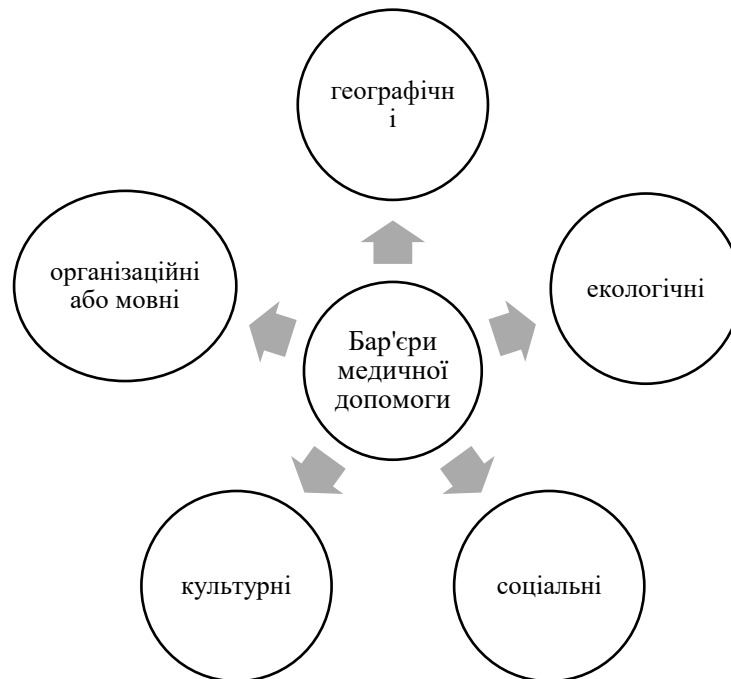 географічн
і
організаційні
або мовні
екологічні
Бар'єри
медичної
допомоги
культурні
соціальні